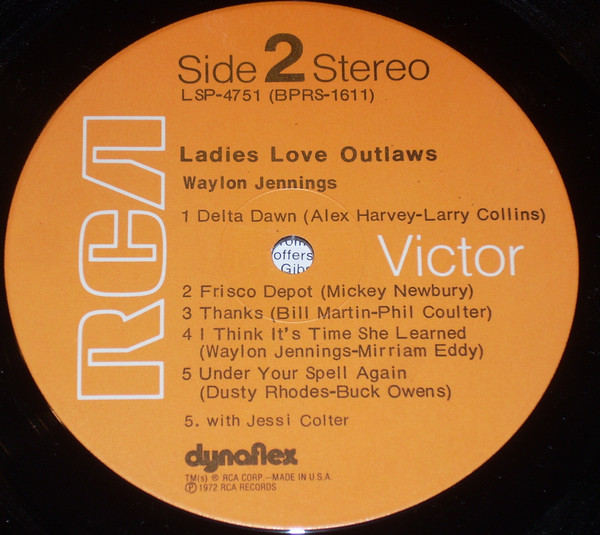 Side 2 Stereo
LSP-4751 (BPRS-1611)
RCA
Ladies Love Outlaws
Waylon Jennings
1 Delta Dawn (Alex Harvey-Larry Collins)
offers
Victor
2 Frisco Depot (Mickey Newbury)
3 Thanks (Bill Martin-Phil Coulter)
4 I Think It's Time She Learned
(Waylon Jennings-Mirriam Eddy)
5 Under Your Spell Again
(Dusty Rhodes-Buck Owens)
5. with Jessi Colter
dynaflex
TM(s) ® RCA CORP.-MADE IN U.S.A.
℗ 1972 RCA RECORDS